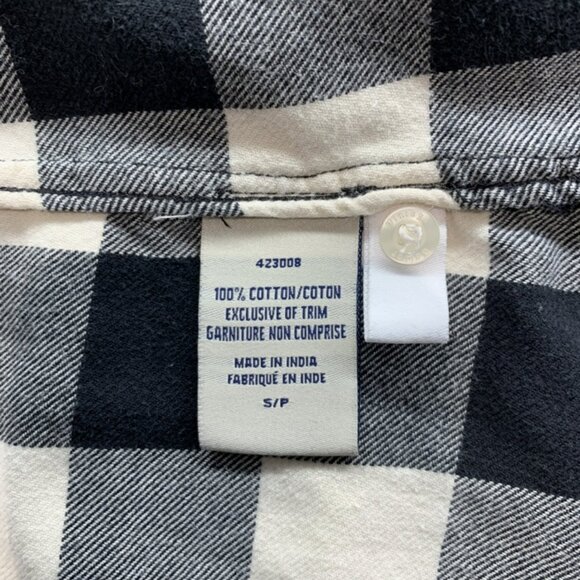 423008
100% COTTON/COTON
EXCLUSIVE OF TRIM
GARNITURE NON COMPRISE
MADE IN INDIA
FABRIQUÉ EN INDE
S/P